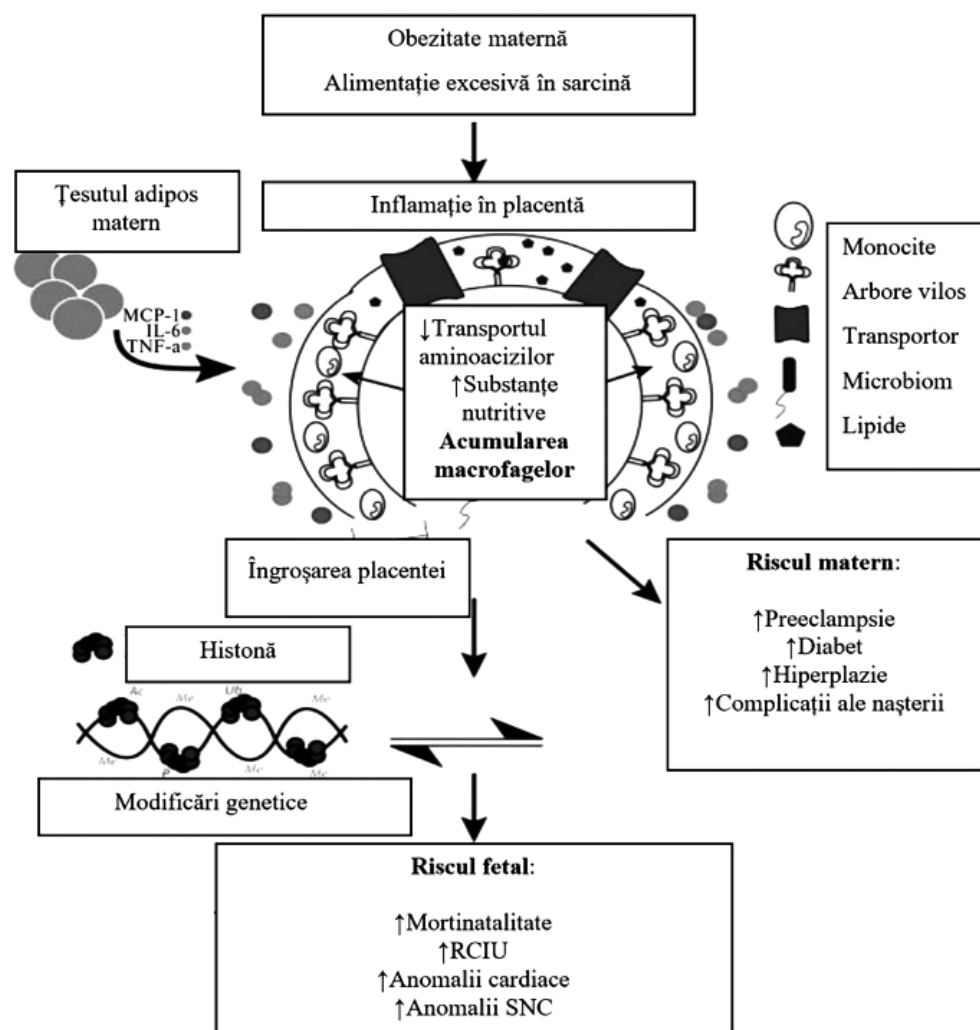 Obezitate maternă
Alimentație excesivă în sarcină
Țesutul adipos
matern
Inflamație în placentă
MCP-1
IL-6
TNF-a
↓Transportul
aminoacizilor
↑Substanțe
nutritive
Acumularea
macrofagelor
Monocite
Arbore vilos
Transportor
Microbiom
Lipide
Îngroșarea placentei
Riscul matern:
↑Preeclampsie
↑Diabet
↑Hiperplazie
↑Complicații ale nașterii
Histonă
Ac
Me
Ub
Me
Me
P
Me
Me
Modificări genetice
Riscul fetal:
↑Mortinatalitate
↑RCIU
↑Anomalii cardiace
↑Anomalii SNC